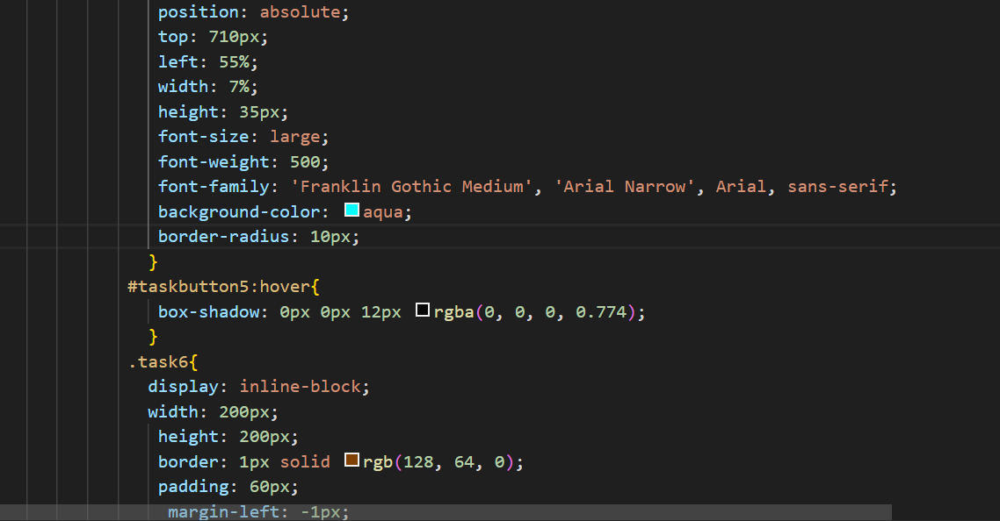 position: absolute;
top: 710px;
left: 55%;
width: 7%;
height: 35px;
font-size: large;
font-weight: 500;
font-family: 'Franklin Gothic Medium', 'Arial Narrow', Arial, sans-serif;
background-color: aqua;
border-radius: 10px;
}
#taskbutton5:hover{
box-shadow: 0px 0px 12px rgba(0, 0, 0, 0.774);
}
.task6{
display: inline-block;
width: 200px;
height: 200px;
border: 1px solid rgb(128, 64, 0);
padding: 60px;
margin-left: -1px;